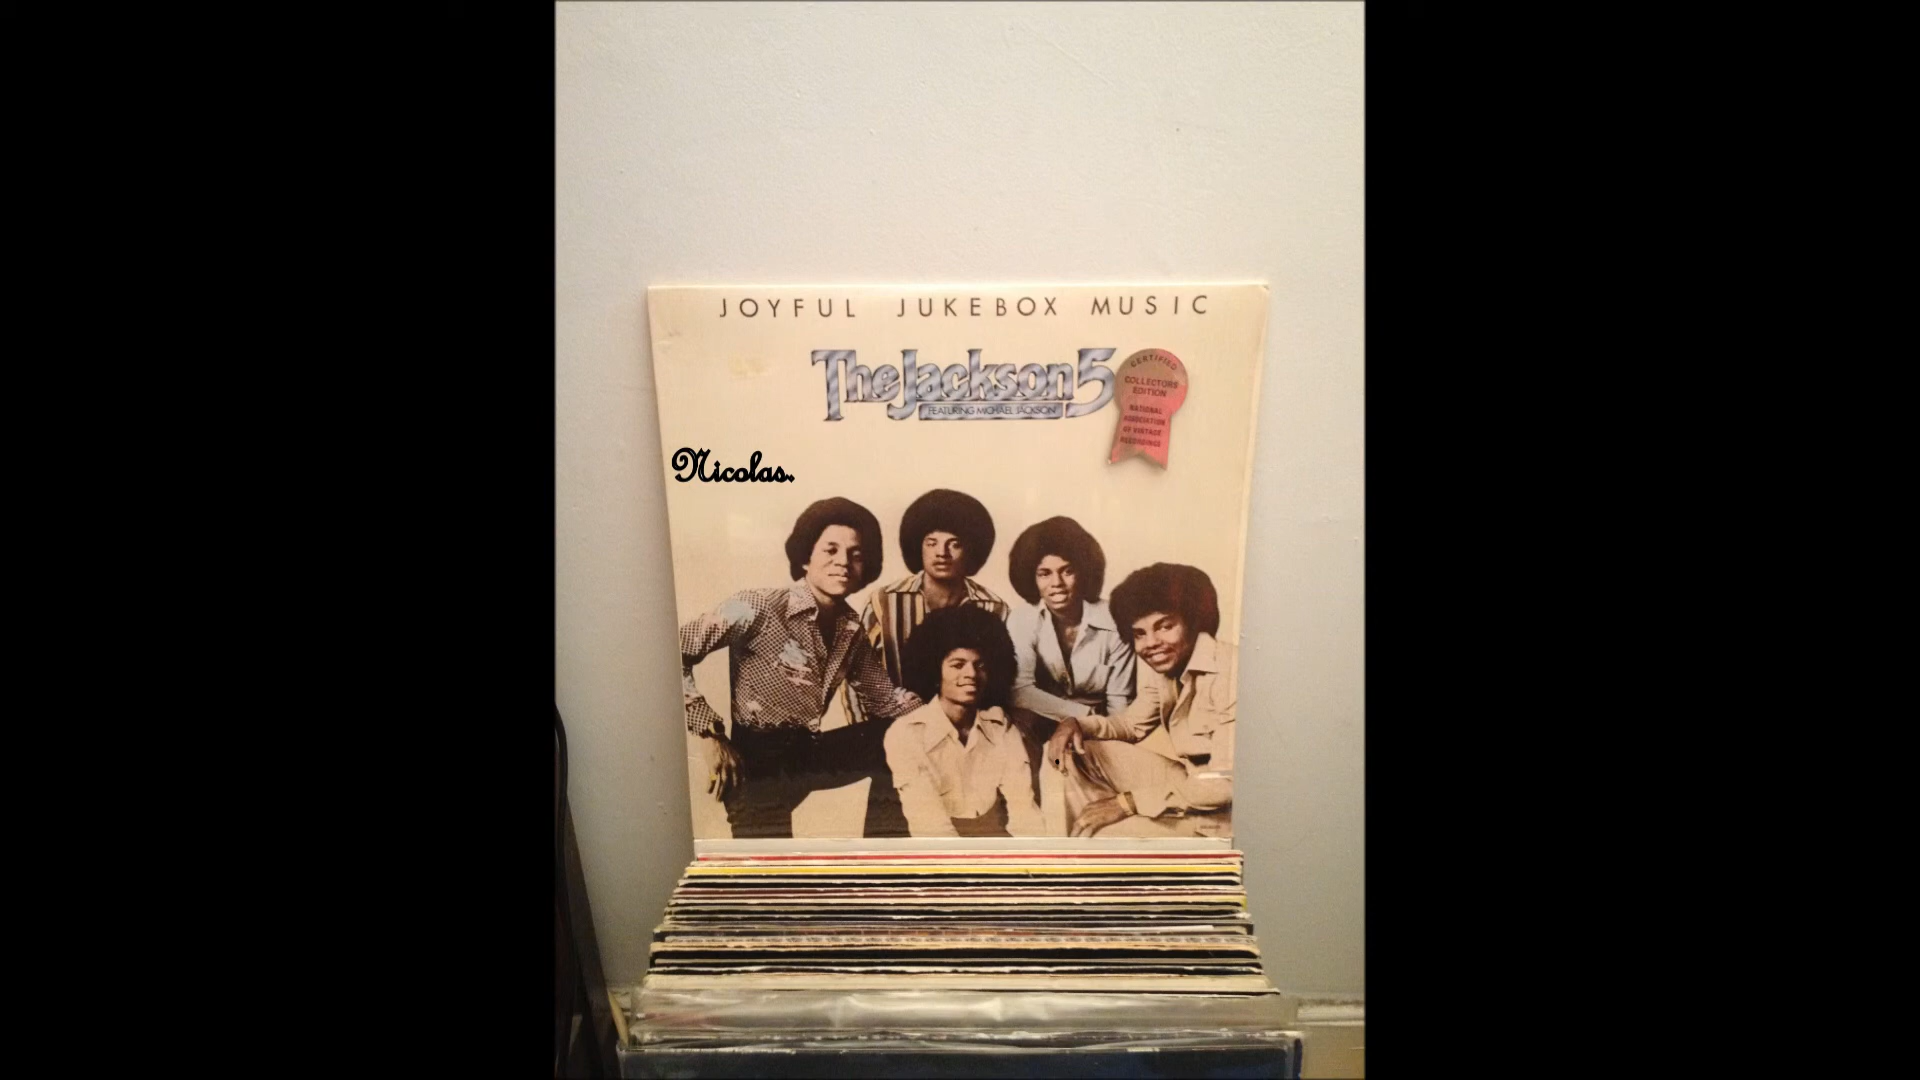 JOYFUL JUKEBOX MUSIC
The Jackson 5
FEATURING MICHAEL JACKSON
CERTIFIED
COLLECTORS
EDITION
NATIONAL
ASSOCIATION
OF VINTAGE
RECORDINGS
Nicolas.